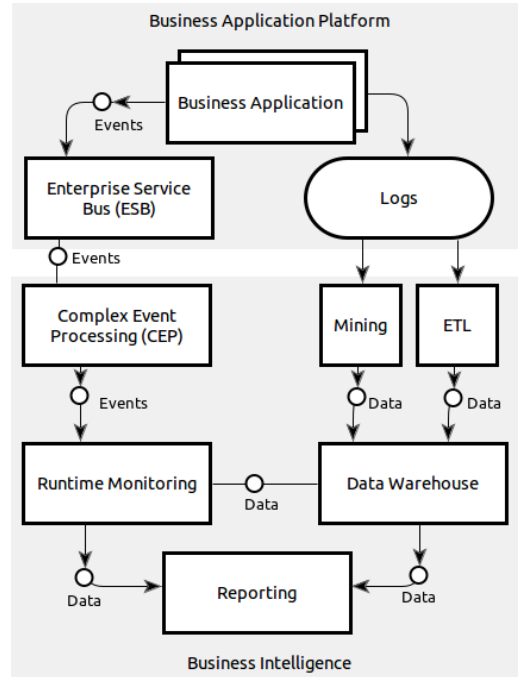 Business Application Platform
Business Application
Events
Enterprise Service
Bus (ESB)
Logs
Events
Complex Event
Processing (CEP)
Mining
ETL
Events
Data
Data
Runtime Monitoring
Data
Data Warehouse
Data
Reporting
Data
Business Intelligence